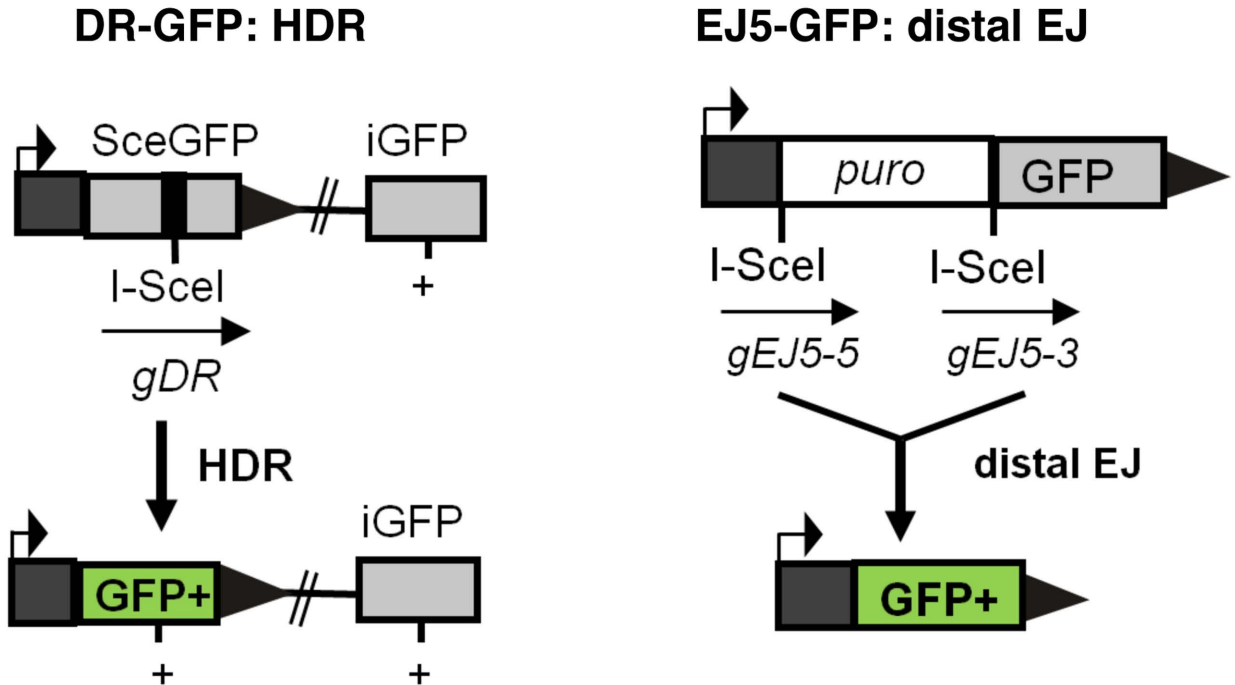 DR-GFP: HDR
SceGFP
iGFP
I-SceI
+
gDR
HDR
iGFP
GFP+
+
+
EJ5-GFP: distal EJ
puro
GFP
I-SceI
I-SceI
gEJ5-5
gEJ5-3
distal EJ
GFP+